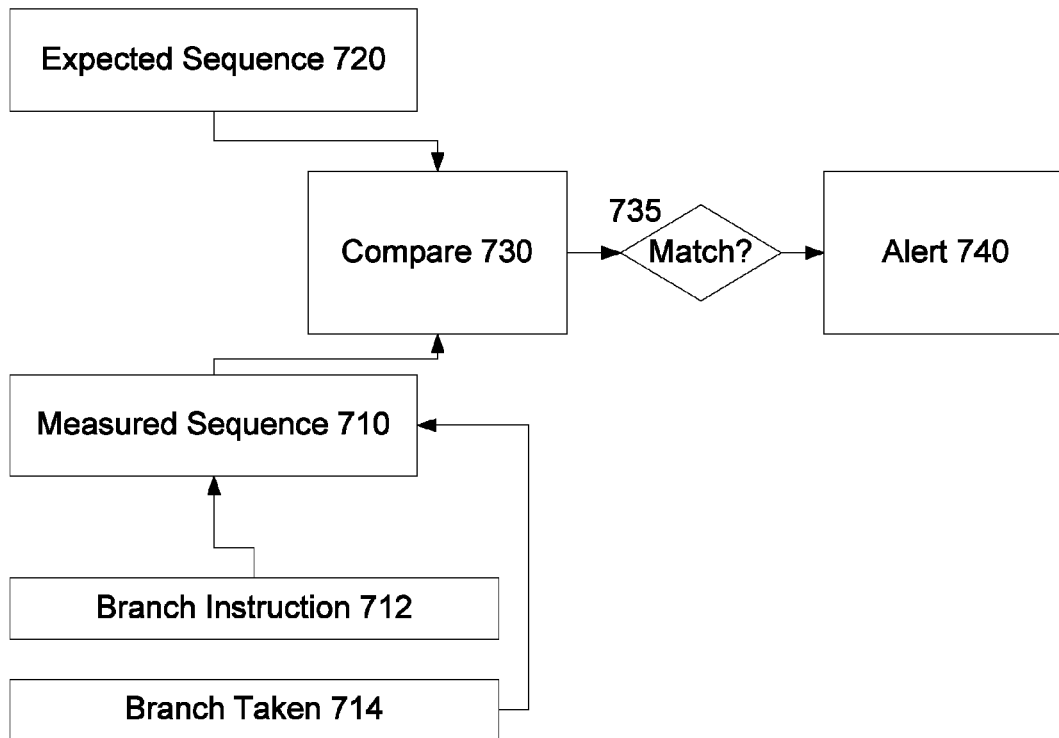 Expected Sequence 720
Compare 730
735
Match?
Alert 740
Measured Sequence 710
Branch Instruction 712
Branch Taken 714